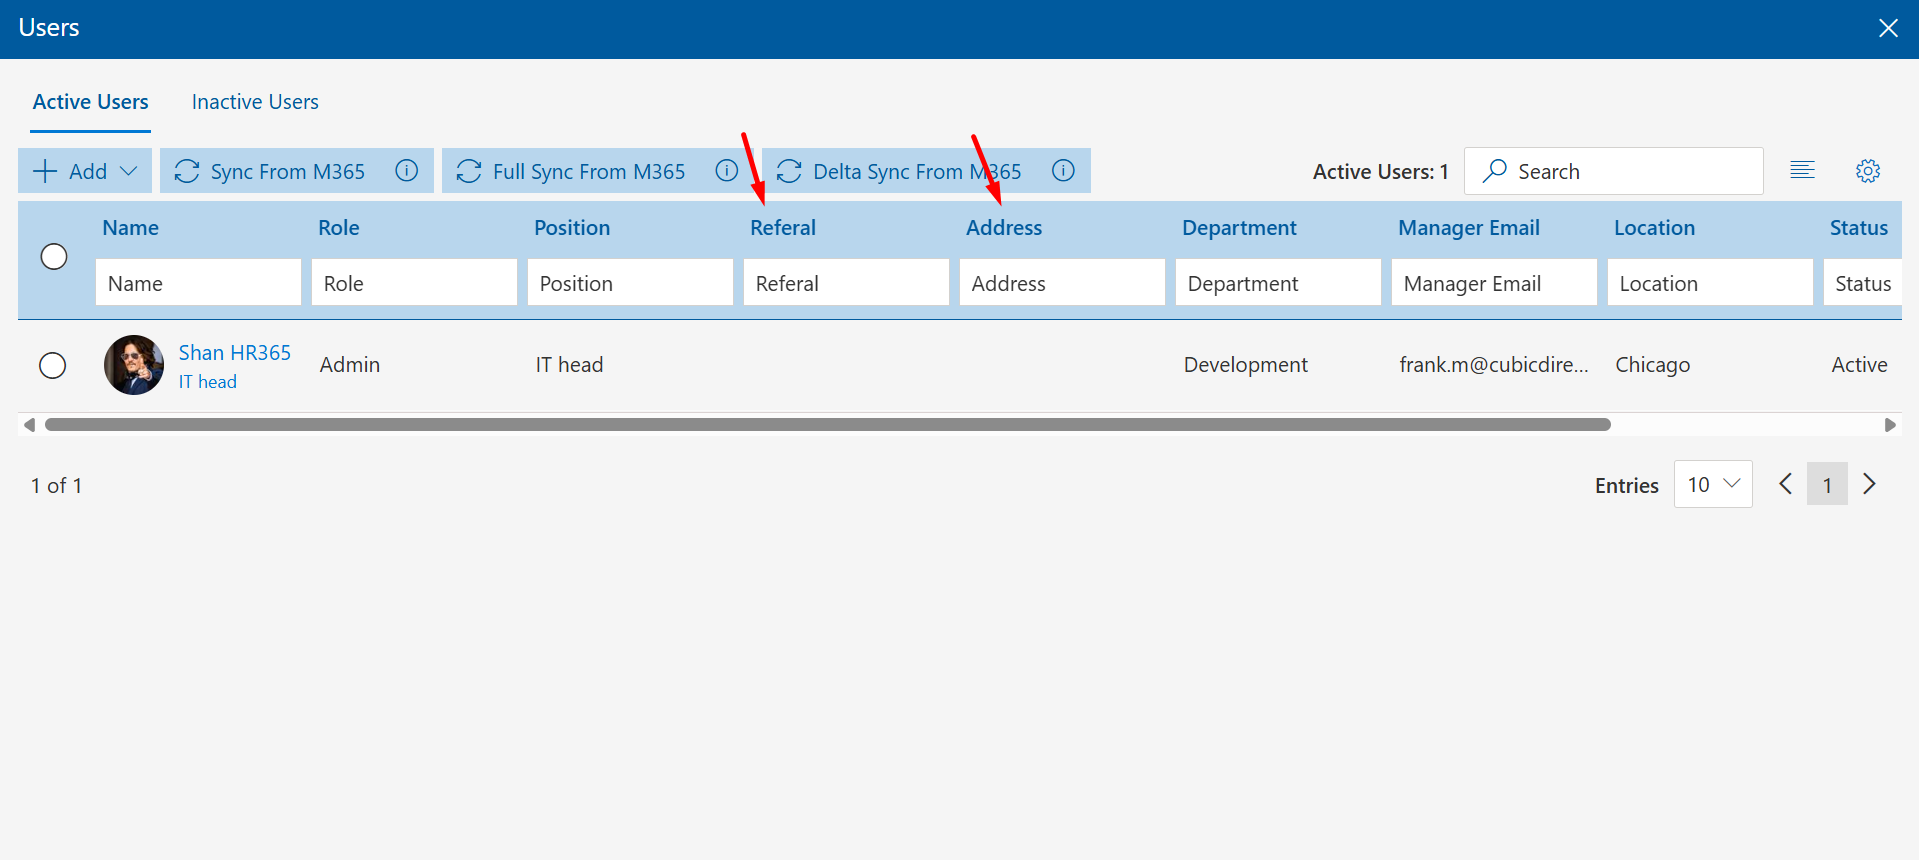 Users
Active Users Inactive Users
Add Sync From M365 Full Sync From M365 Delta Sync From M365 Active Users: 1 Search
Name Role Position Referal Address Department Manager Email Location Status
Name Role Position Referal Address Department Manager Email Location Status
Shan HR365 Admin IT head Development frank.m@cubicdire... Chicago Active
IT head
1 of 1 Entries 10 1